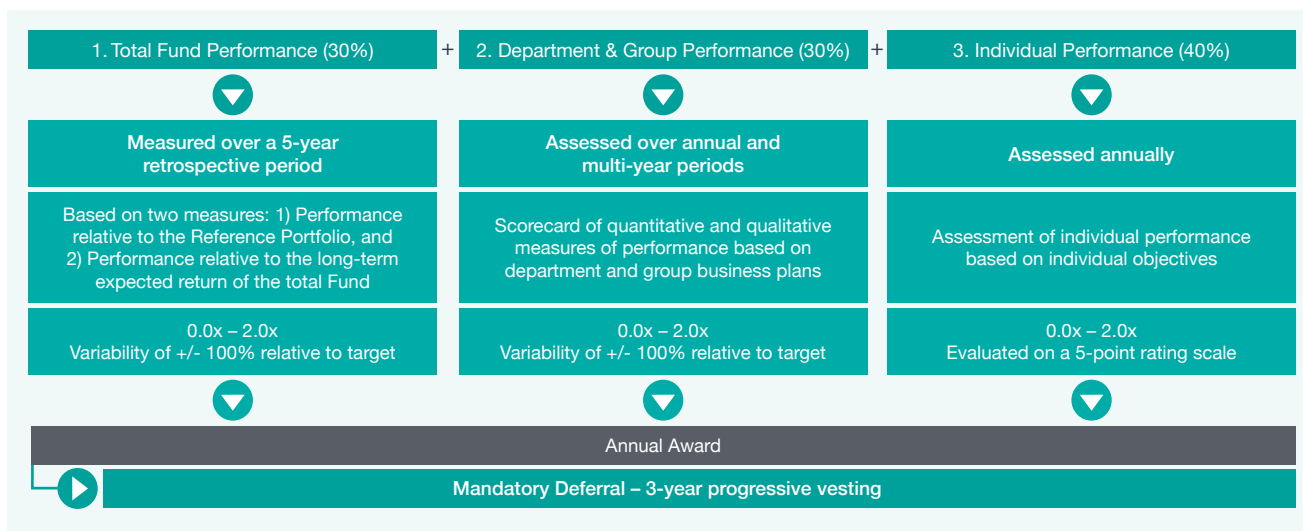 1. Total Fund Performance (30%) + 2. Department & Group Performance (30%) + 3. Individual Performance (40%)
Measured over a 5-year
retrospective period
Assessed over annual and
multi-year periods
Assessed annually
Based on two measures: 1) Performance
relative to the Reference Portfolio, and
2) Performance relative to the long-term
expected return of the total Fund
Scorecard of quantitative and qualitative
measures of performance based on
department and group business plans
Assessment of individual performance
based on individual objectives
0.0x – 2.0x
Variability of +/- 100% relative to target
0.0x – 2.0x
Variability of +/- 100% relative to target
0.0x – 2.0x
Evaluated on a 5-point rating scale
Annual Award
Mandatory Deferral – 3-year progressive vesting